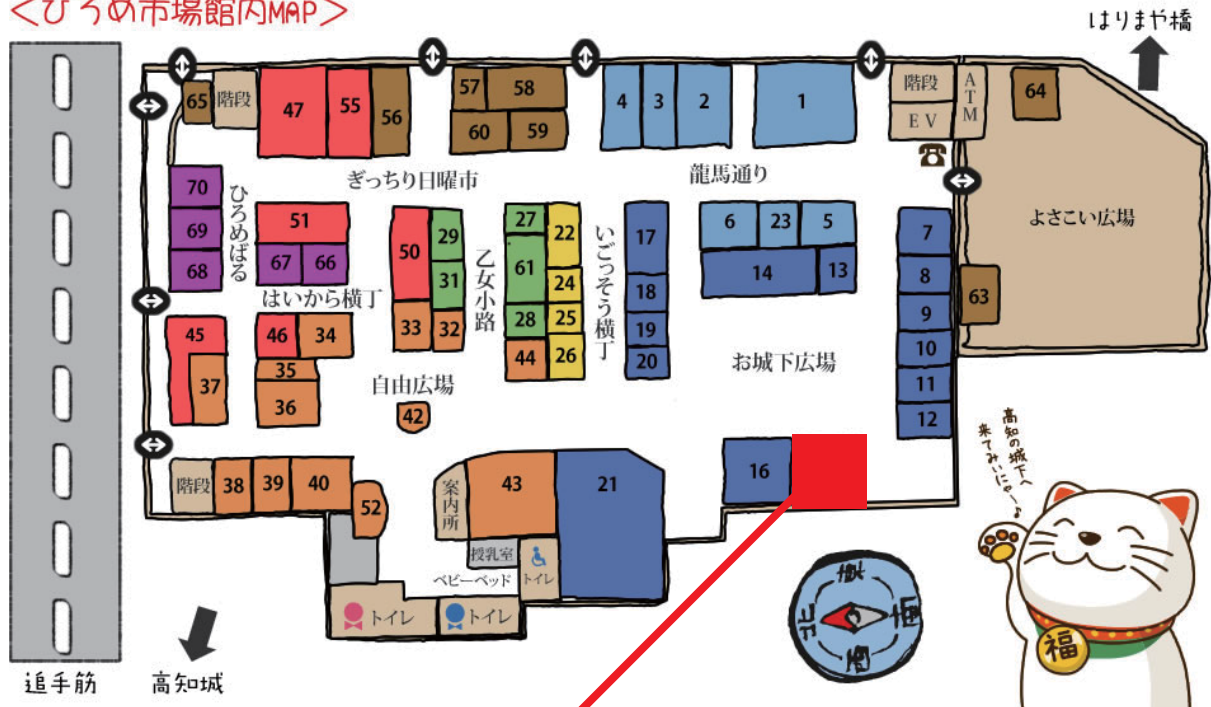 <ひろめ市場館内MAP>
はりまや橋
65
階段
47
55
56
57
58
60
59
4
3
2
1
階段
EV
ATM
64
ぎっちり日曜市
龍馬通り
よさこい広場
70
69
68
ひろめばる
51
67
66
はいから横丁
50
29
31
33
32
乙女小路
27
22
61
24
28
25
44
26
いごっそう横丁
17
18
19
20
6
23
5
14
13
7
8
9
10
11
12
63
お城下広場
45
37
46
34
35
36
自由広場
42
階段
38
39
40
52
案内所
43
21
16
授乳室
ベビーベッド
トイレ
トイレ
トイレ
高知の城下へ
来てみいにゃ〜♪
東
北
南
西
福
追手筋
高知城